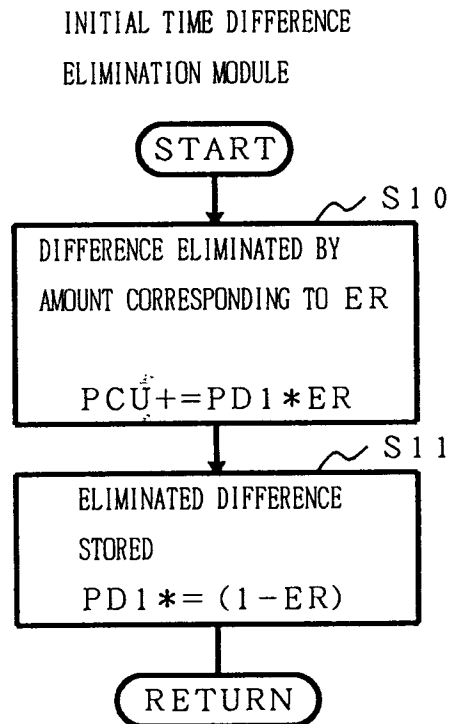 INITIAL TIME DIFFERENCE
ELIMINATION MODULE
START
S10
DIFFERENCE ELIMINATED BY
AMOUNT CORRESPONDING TO ER
PCU+=PD1*ER
S11
ELIMINATED DIFFERENCE
STORED
PD1*=(1-ER)
RETURN